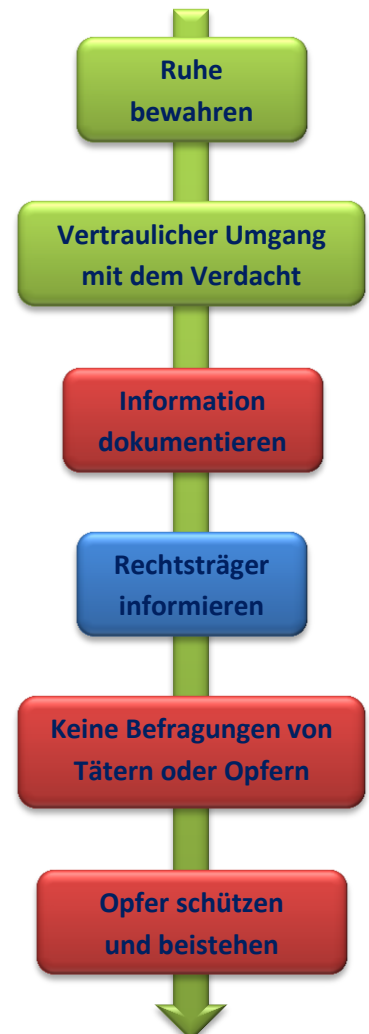 Ruhe
bewahren
Vertraulicher Umgang
mit dem Verdacht
Information
dokumentieren
Rechtsträger
informieren
Keine Befragungen von
Tätern oder Opfern
Opfer schützen
und beistehen